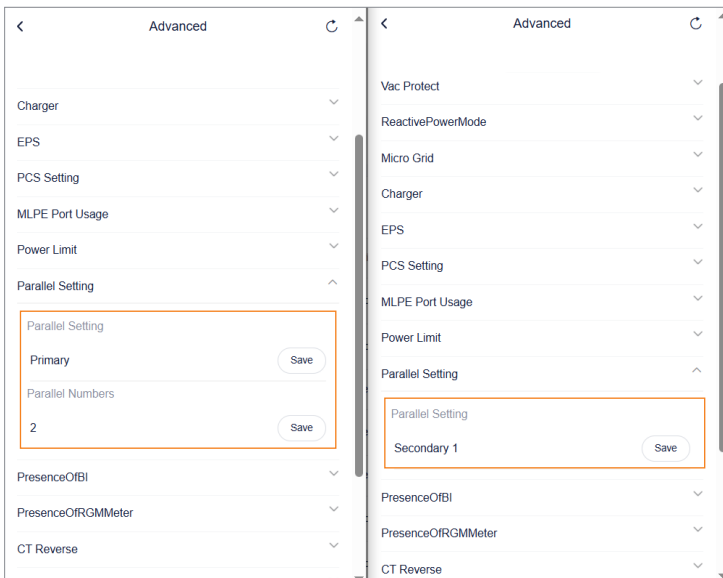 Advanced
Charger
EPS
PCS Setting
MLPE Port Usage
Power Limit
Parallel Setting
Parallel Setting
Primary
Save
Parallel Numbers
2
Save
PresenceOfBI
PresenceOfRGMMeter
CT Reverse
Advanced
Vac Protect
ReactivePowerMode
Micro Grid
Charger
EPS
PCS Setting
MLPE Port Usage
Power Limit
Parallel Setting
Parallel Setting
Secondary 1
Save
PresenceOfBI
PresenceOfRGMMeter
CT Reverse